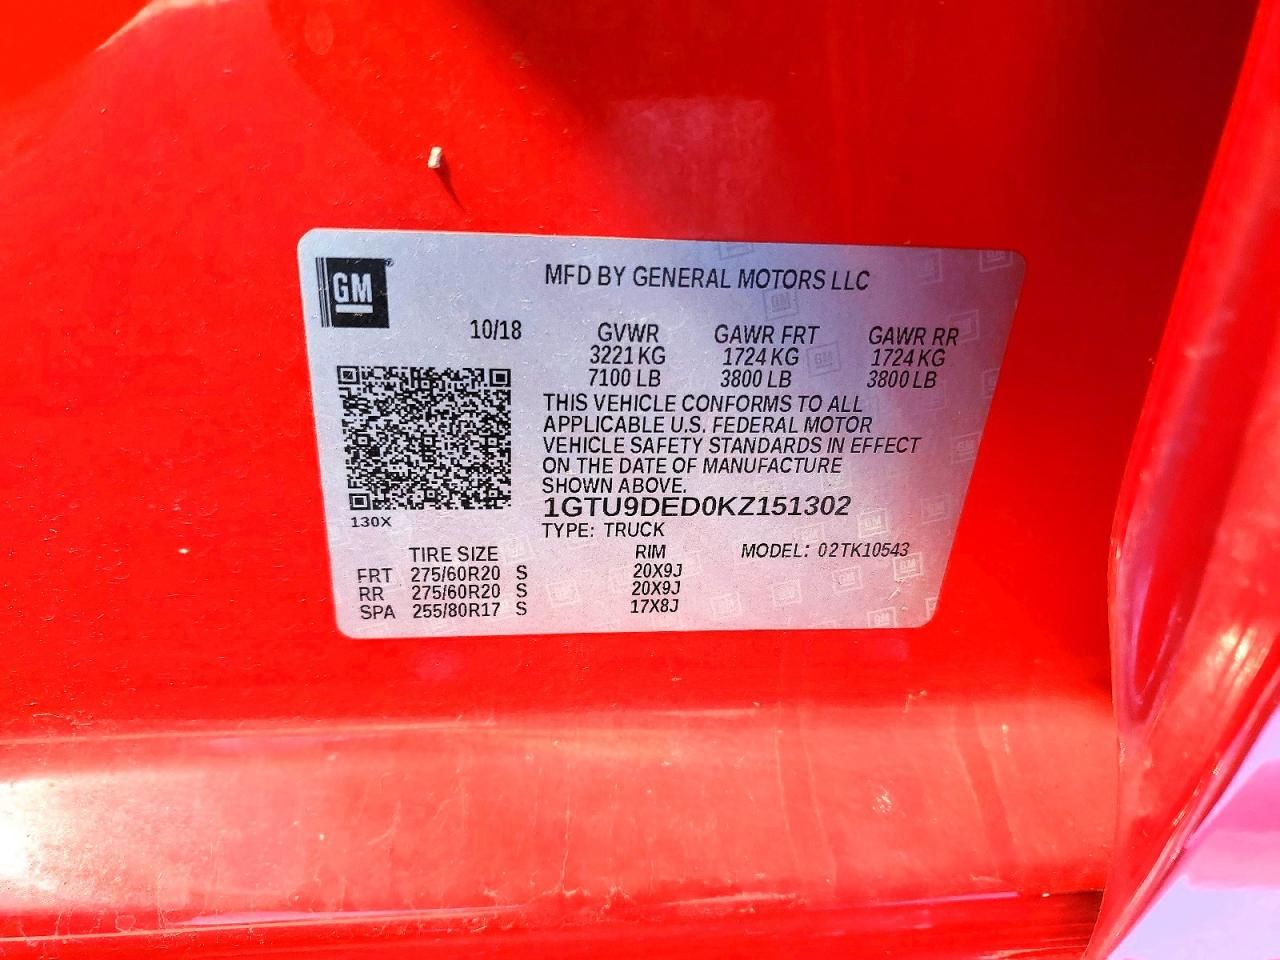 GM
MFD BY GENERAL MOTORS LLC
10/18 GVWR GAWR FRT GAWR RR
3221 KG 1724 KG 1724 KG
7100 LB 3800 LB 3800 LB
THIS VEHICLE CONFORMS TO ALL
APPLICABLE U.S. FEDERAL MOTOR
VEHICLE SAFETY STANDARDS IN EFFECT
ON THE DATE OF MANUFACTURE
SHOWN ABOVE.
1GTU9DED0KZ151302
130X
TYPE: TRUCK
TIRE SIZE RIM MODEL: 02TK10543
FRT 275/60R20 S 20X9J
RR 275/60R20 S 20X9J
SPA 255/80R17 S 17X8J